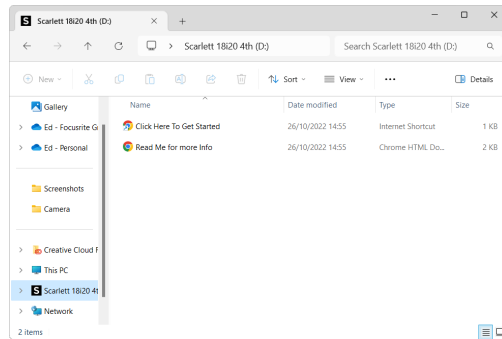 S Scarlett 18i20 4th (D:)
Scarlett 18i20 4th (D:) Search Scarlett 18i20 4th (D:)
New Sort View ... Details
Name Date modified Type Size
Gallery
Ed - Focusrite G
Ed - Personal
Screenshots
Camera
Creative Cloud F
This PC
S Scarlett 18i20 4t
Network
Click Here To Get Started 26/10/2022 14:55 Internet Shortcut 1 KB
Read Me for more Info 26/10/2022 14:55 Chrome HTML Do... 2 KB
2 items